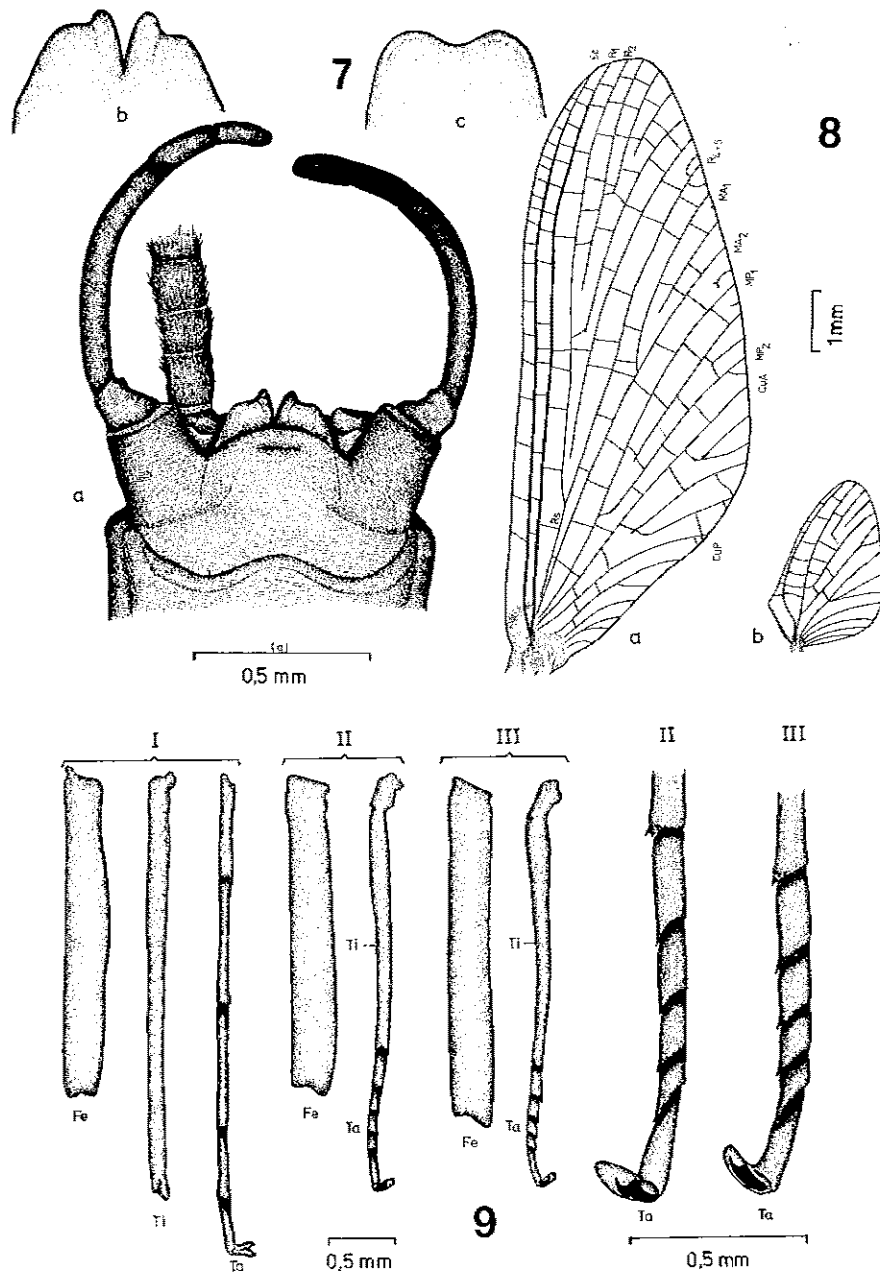 7
b
c
8
Sc
R1
R2
R4+5
MA1
MA2
MP1
MP2
CuA
CuP
Rs
1mm
a
a
b
(a)
0,5 mm
I
II
III
II
III
Fe
Ti
Ta
Fe
Ti
Ta
Fe
Ti
Ta
Ta
Ta
9
0,5 mm
0,5 mm